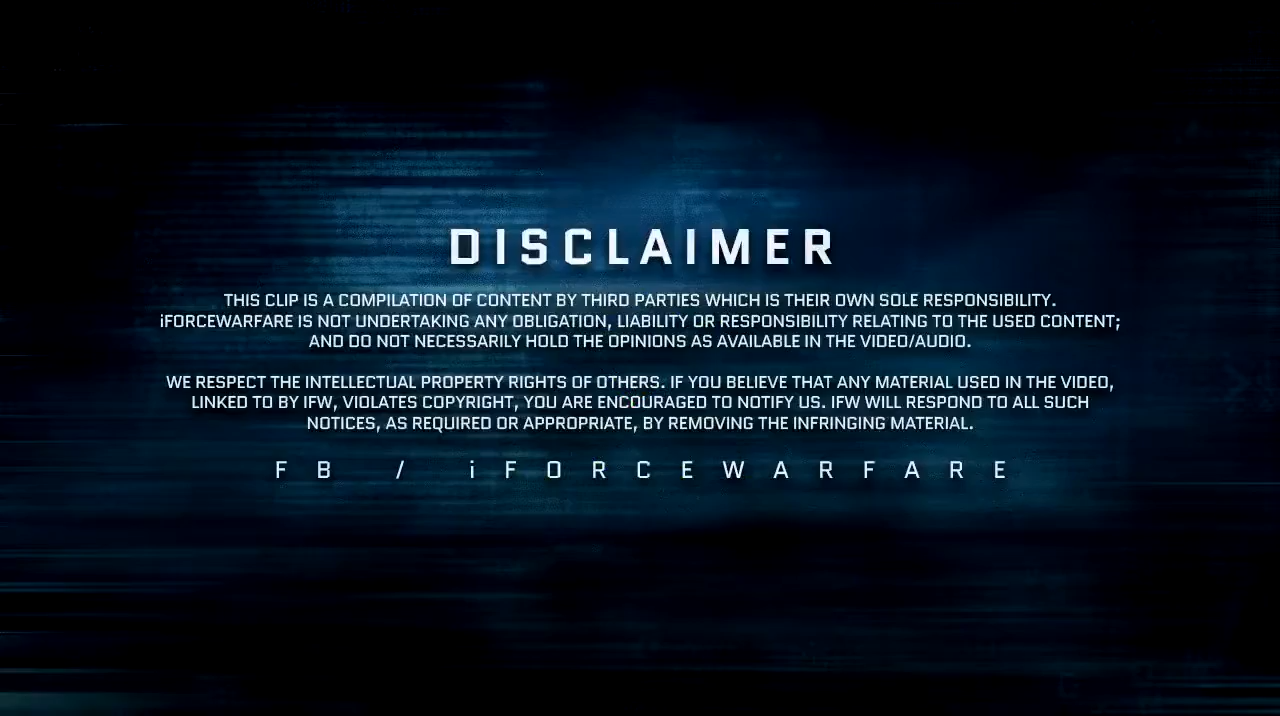 DISCLAIMER
THIS CLIP IS A COMPILATION OF CONTENT BY THIRD PARTIES WHICH IS THEIR OWN SOLE RESPONSIBILITY.
iFORCEWARFARE IS NOT UNDERTAKING ANY OBLIGATION, LIABILITY OR RESPONSIBILITY RELATING TO THE USED CONTENT;
AND DO NOT NECESSARILY HOLD THE OPINIONS AS AVAILABLE IN THE VIDEO/AUDIO.
WE RESPECT THE INTELLECTUAL PROPERTY RIGHTS OF OTHERS. IF YOU BELIEVE THAT ANY MATERIAL USED IN THE VIDEO,
LINKED TO BY IFW, VIOLATES COPYRIGHT, YOU ARE ENCOURAGED TO NOTIFY US. IFW WILL RESPOND TO ALL SUCH
NOTICES, AS REQUIRED OR APPROPRIATE, BY REMOVING THE INFRINGING MATERIAL.
FB / iFORCEWARFARE